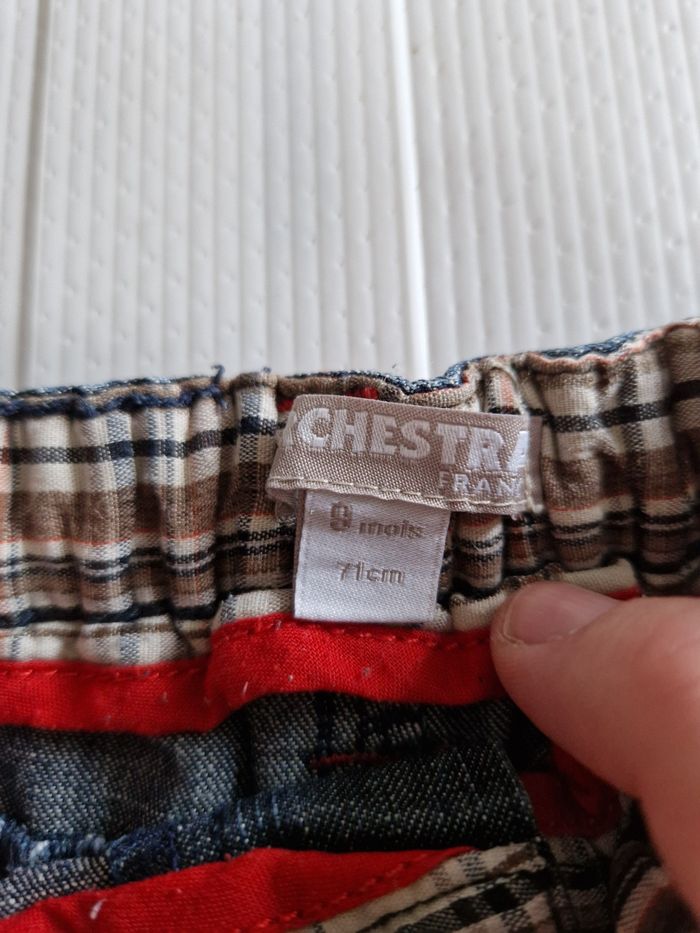 CHESTRA
FRAN
9 mois
71cm